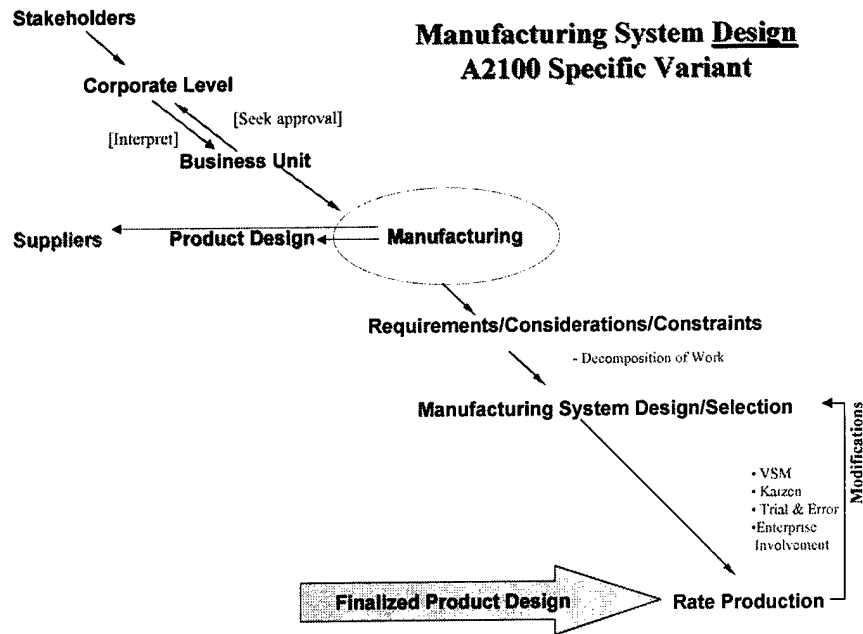 Stakeholders
Manufacturing System Design
A2100 Specific Variant
Corporate Level
[Seek approval]
[Interpret]
Business Unit
Suppliers
Product Design
Manufacturing
Requirements/Considerations/Constraints
- Decomposition of Work
Manufacturing System Design/Selection
Modifications
• VSM
• Kaizen
• Trial & Error
•Enterprise
Involvement
Finalized Product Design
Rate Production